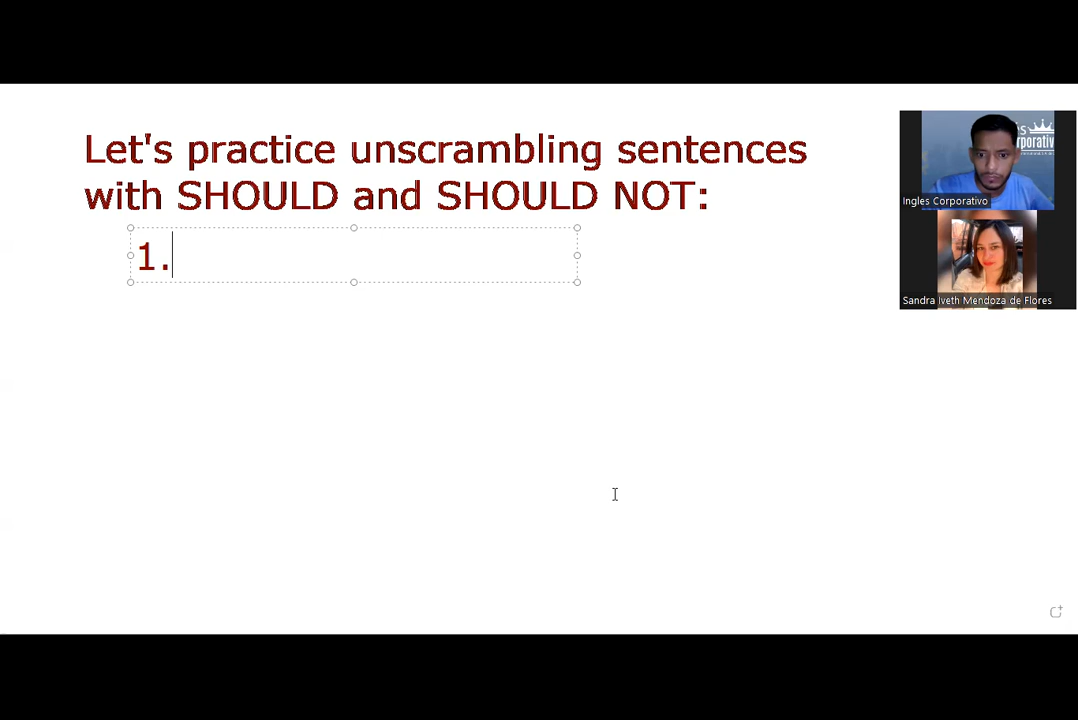 Let's practice unscrambling sentences
with SHOULD and SHOULD NOT:
1.
Ingles Corporativo
Sandra Iveth Mendoza de Flores